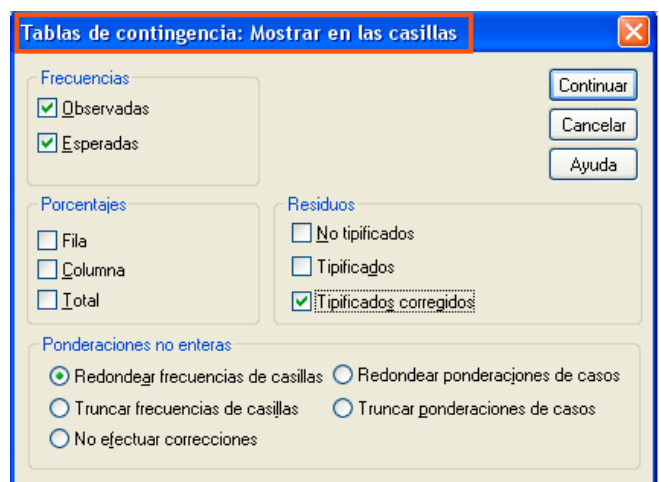 Tablas de contingencia: Mostrar en las casillas
Frecuencias
Observadas
Esperadas
Continuar
Cancelar
Ayuda
Porcentajes
Fila
Columna
Total
Residuos
No tipificados
Tipificados
Tipificados corregidos
Ponderaciones no enteras
Redondear frecuencias de casillas
Redondear ponderaciones de casos
Truncar frecuencias de casillas
Truncar ponderaciones de casos
No efectuar correcciones